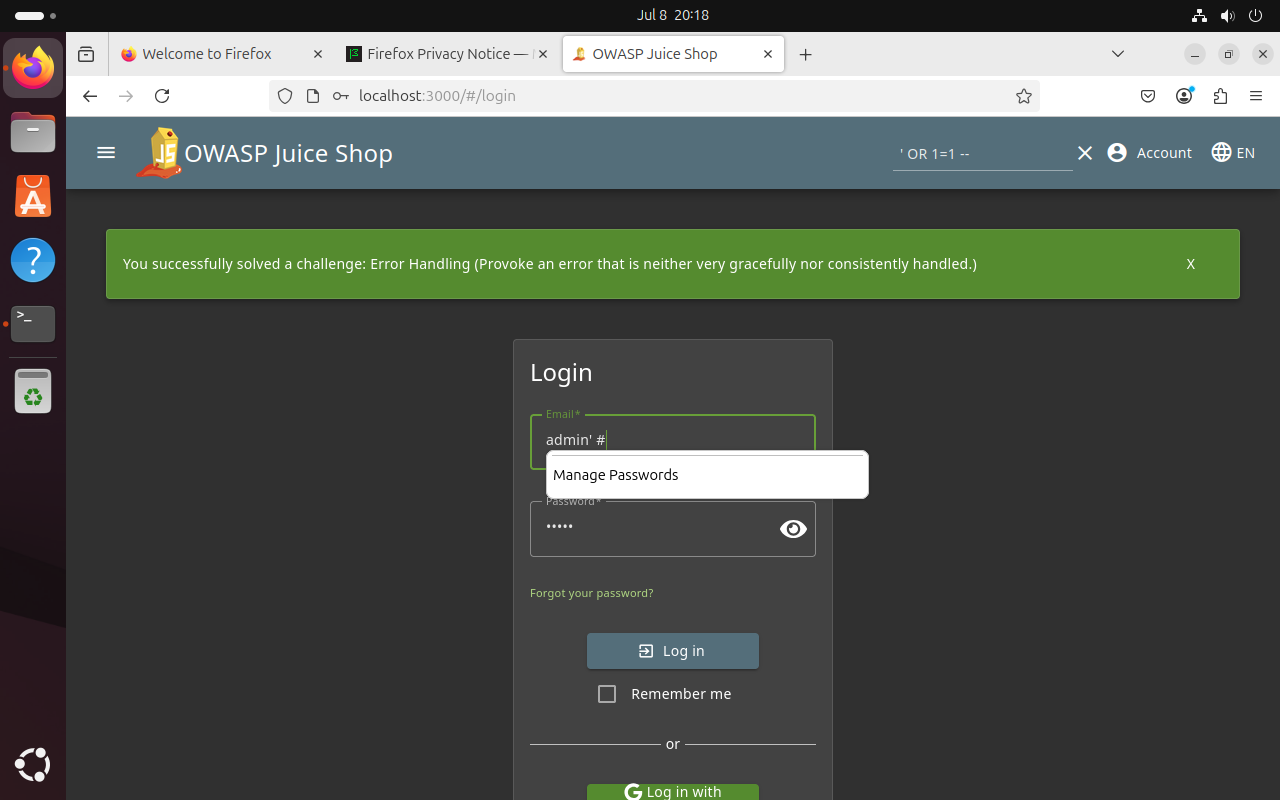 Jul 8 20:18
Welcome to Firefox
Firefox Privacy Notice —
OWASP Juice Shop
localhost:3000/#/login
OWASP Juice Shop
' OR 1=1 --
Account
EN
You successfully solved a challenge: Error Handling (Provoke an error that is neither very gracefully nor consistently handled.)
X
Login
Email*
admin' #
Manage Passwords
Password*
•••••
Forgot your password?
Log in
Remember me
or
Log in with